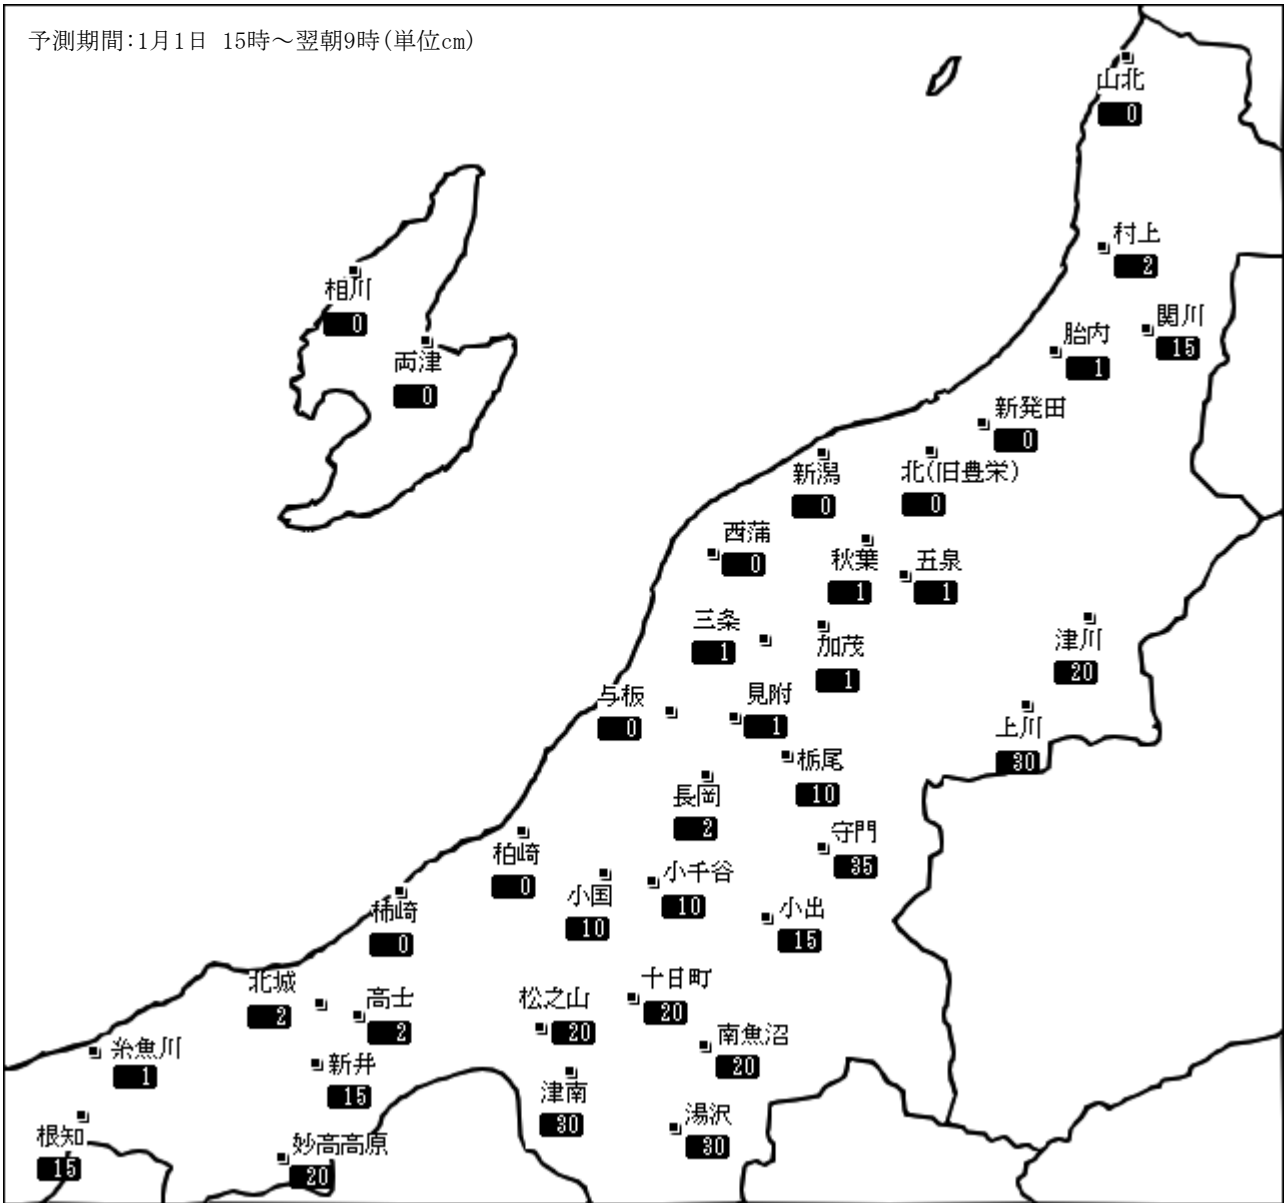 予測期間:1月1日 15時～翌朝9時(単位cm)
山北
0
村上
2
相川
0
関川
15
胎内
1
両津
0
新発田
0
新潟
0
北(旧豊栄)
0
西蒲
0
秋葉
1
五泉
1
三条
1
加茂
1
津川
20
与板
0
見附
1
上川
30
栃尾
10
長岡
2
守門
35
柏崎
0
小国
10
小千谷
10
小出
15
柿崎
0
北城
2
高士
2
松之山
20
十日町
20
南魚沼
20
糸魚川
1
新井
15
津南
30
湯沢
30
根知
15
妙高高原
20